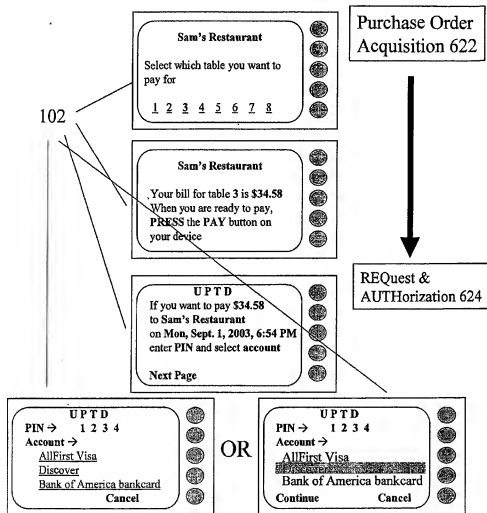 Sam's Restaurant
Select which table you want to
pay for
1 2 3 4 5 6 7 8
Purchase Order
Acquisition 622
102
Sam's Restaurant
Your bill for table 3 is $34.58
When you are ready to pay,
PRESS the PAY button on
your device
UPTD
If you want to pay $34.58
to Sam's Restaurant
on Mon, Sept. 1, 2003, 6:54 PM
enter PIN and select account
Next Page
REQuest &
AUTHorization 624
UPTD
PIN → 1 2 3 4
Account →
AllFirst Visa
Discover
Bank of America bankcard
Cancel
OR
UPTD
PIN → 1 2 3 4
Account →
AllFirst Visa
Discover
Bank of America bankcard
Continue Cancel